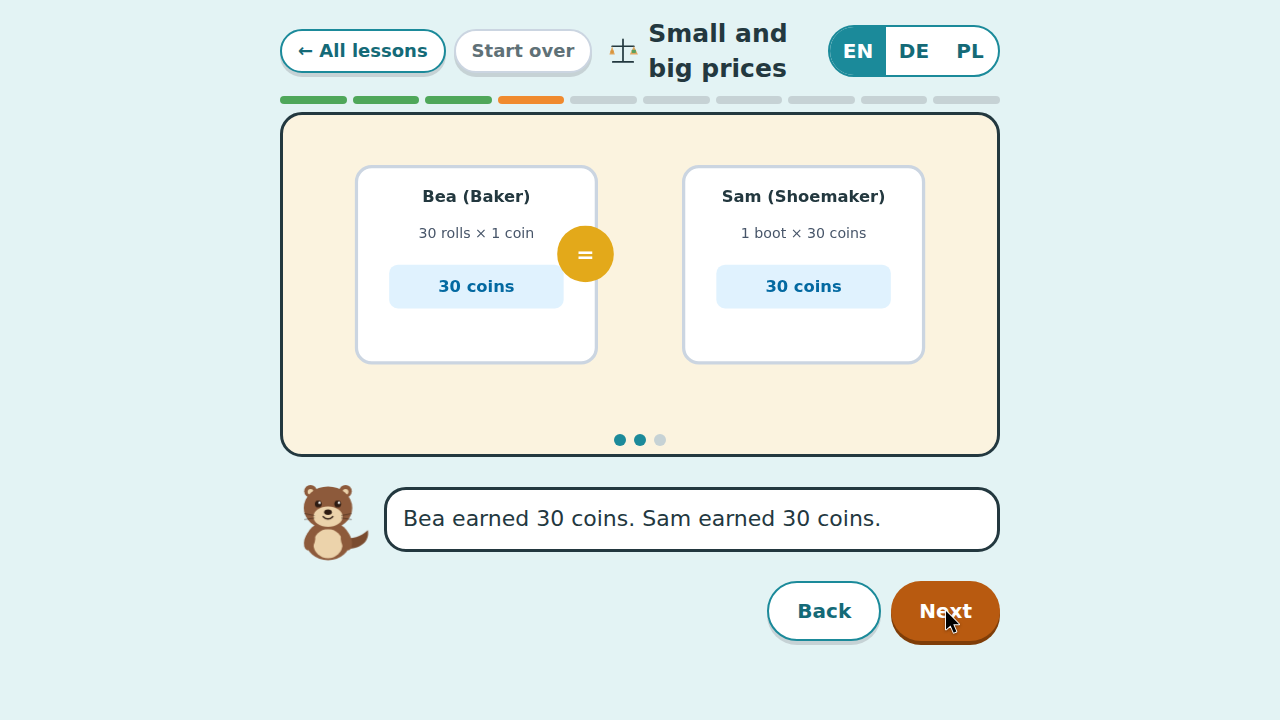 ← All lessons
Start over
Small and
big prices
EN DE PL
Bea (Baker)
30 rolls × 1 coin
30 coins
=
Sam (Shoemaker)
1 boot × 30 coins
30 coins
Bea earned 30 coins. Sam earned 30 coins.
Back
Next